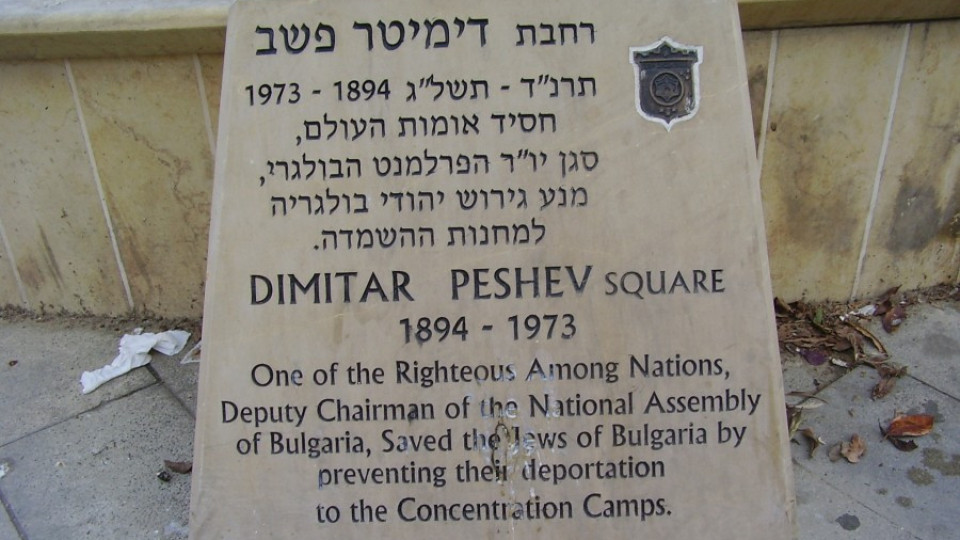 רחבת דימיטר פשב
תרנ"ד - תשל"ג 1894 - 1973
חסיד אומות העולם,
סגן יו"ר הפרלמנט הבולגרי,
מנע גירוש יהודי בולגריה
למחנות ההשמדה.
DIMITAR PESHEV SQUARE
1894 - 1973
One of the Righteous Among Nations,
Deputy Chairman of the National Assembly
of Bulgaria, Saved the Jews of Bulgaria by
preventing their deportation
to the Concentration Camps.